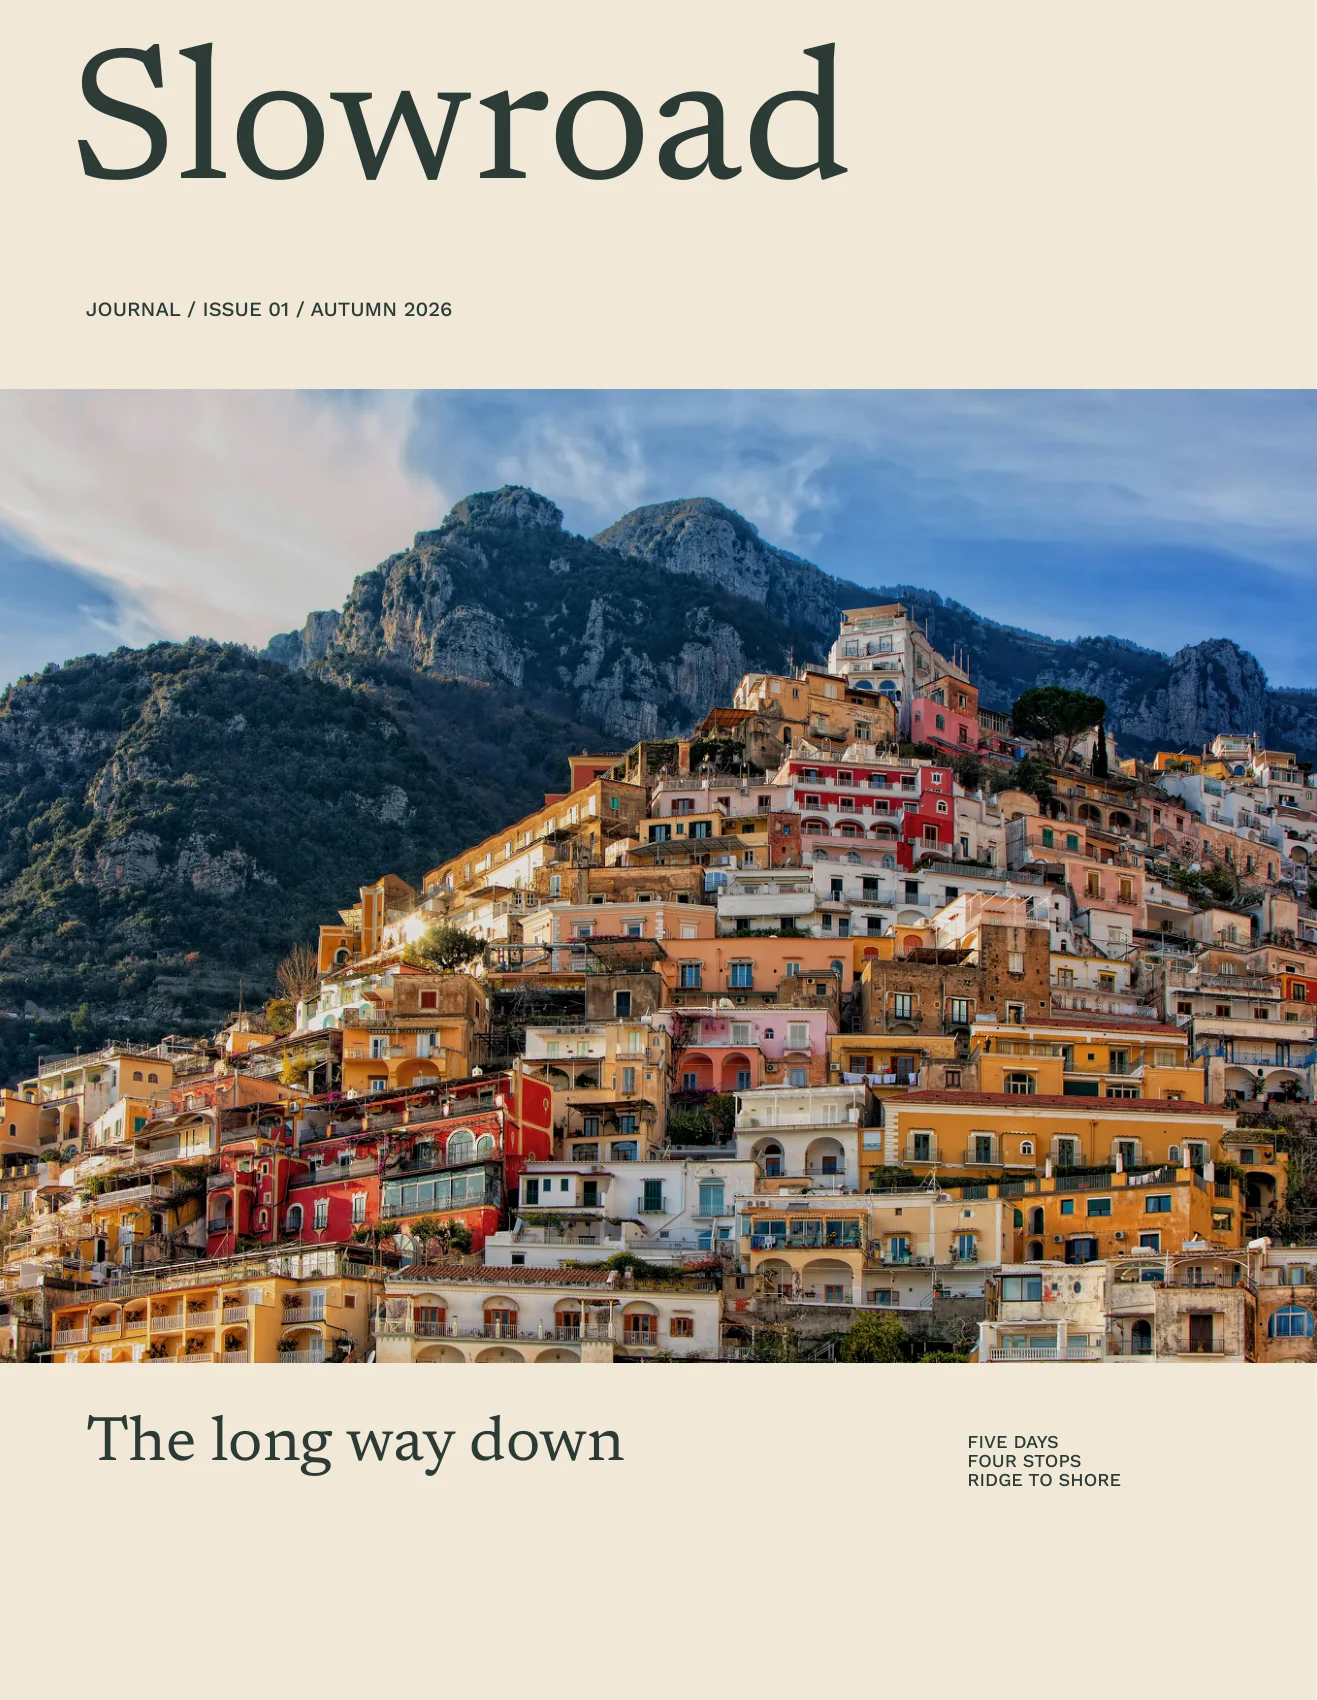 Slowroad
JOURNAL / ISSUE 01 / AUTUMN 2026
The long way down
FIVE DAYS
FOUR STOPS
RIDGE TO SHORE